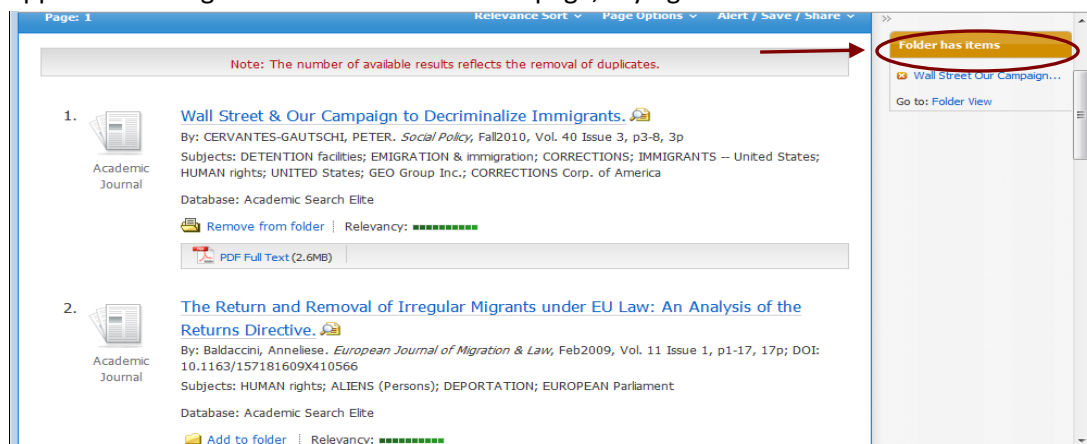 page,
Page: 1
Relevance Sort Page Options Alert / Save / Share
»
Note: The number of available results reflects the removal of duplicates.
1.
Wall Street & Our Campaign to Decriminalize Immigrants.
By: CERVANTES-GAUTSCHI, PETER. Social Policy, Fall2010, Vol. 40 Issue 3, p3-8, 3p
Subjects: DETENTION facilities; EMIGRATION & immigration; CORRECTIONS; IMMIGRANTS -- United States;
HUMAN rights; UNITED States; GEO Group Inc.; CORRECTIONS Corp. of America
Academic
Journal
Database: Academic Search Elite
Remove from folder Relevancy:
PDF Full Text (2.6MB)
2.
The Return and Removal of Irregular Migrants under EU Law: An Analysis of the
Returns Directive.
By: Baldaccini, Anneliese. European Journal of Migration & Law, Feb2009, Vol. 11 Issue 1, p1-17, 17p; DOI:
10.1163/157181609X410566
Subjects: HUMAN rights; ALIENS (Persons); DEPORTATION; EUROPEAN Parliament
Academic
Journal
Database: Academic Search Elite
Add to folder Relevancy:
Folder has items
Wall Street Our Campaign...
Go to: Folder View